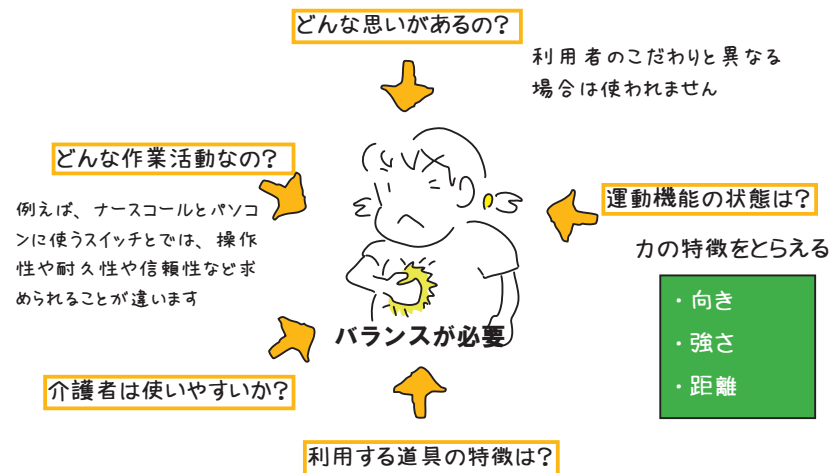 どんな思いがあるの?
利用者のこだわりと異なる
場合は使われません
どんな作業活動なの?
例えば、ナースコールとパソコ
ンに使うスイッチとでは、操作
性や耐久性や信頼性など求
められることが違います
運動機能の状態は?
力の特徴をとらえる
・向き
・強さ
・距離
バランスが必要
介護者は使いやすいか?
利用する道具の特徴は?